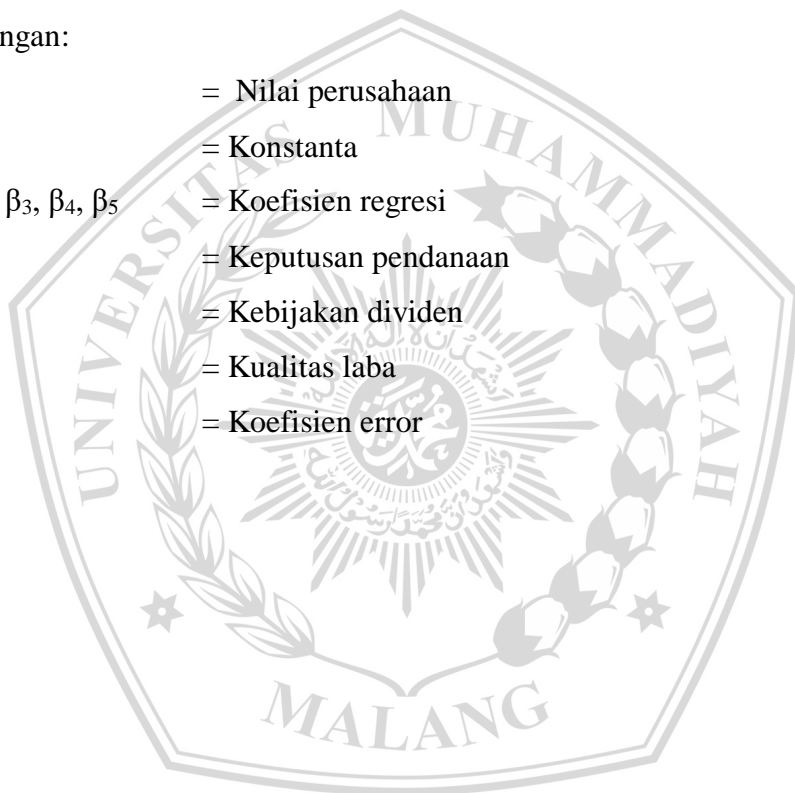 ngan:
= Nilai perusahaan
= Konstanta
β₃, β₄, β₅ = Koefisien regresi
= Keputusan pendanaan
= Kebijakan dividen
= Kualitas laba
= Koefisien error
UNIVERSITAS MUHAMMADIYAH
MALANG